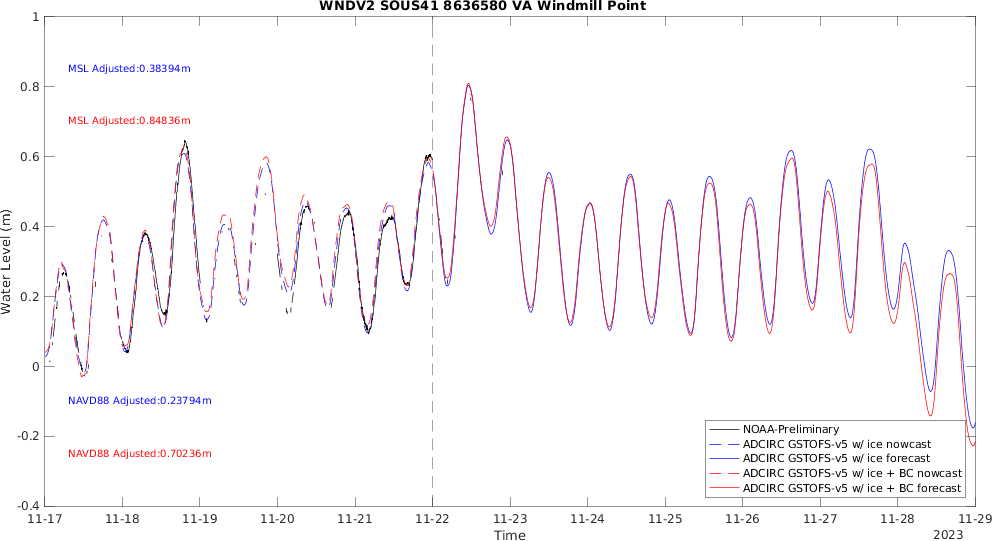 WNDV2 SOUS41 8636580 VA Windmill Point
1
0.8
0.6
0.4
0.2
0
-0.2
-0.4
Water Level (m)
MSL Adjusted:0.38394m
MSL Adjusted:0.84836m
NAVD88 Adjusted:0.23794m
NAVD88 Adjusted:0.70236m
NOAA-Preliminary
ADCIRC GSTOFS-v5 w/ ice nowcast
ADCIRC GSTOFS-v5 w/ ice forecast
ADCIRC GSTOFS-v5 w/ ice + BC nowcast
ADCIRC GSTOFS-v5 w/ ice + BC forecast
11-17 11-18 11-19 11-20 11-21 11-22 11-23 11-24 11-25 11-26 11-27 11-28 11-29
Time
2023